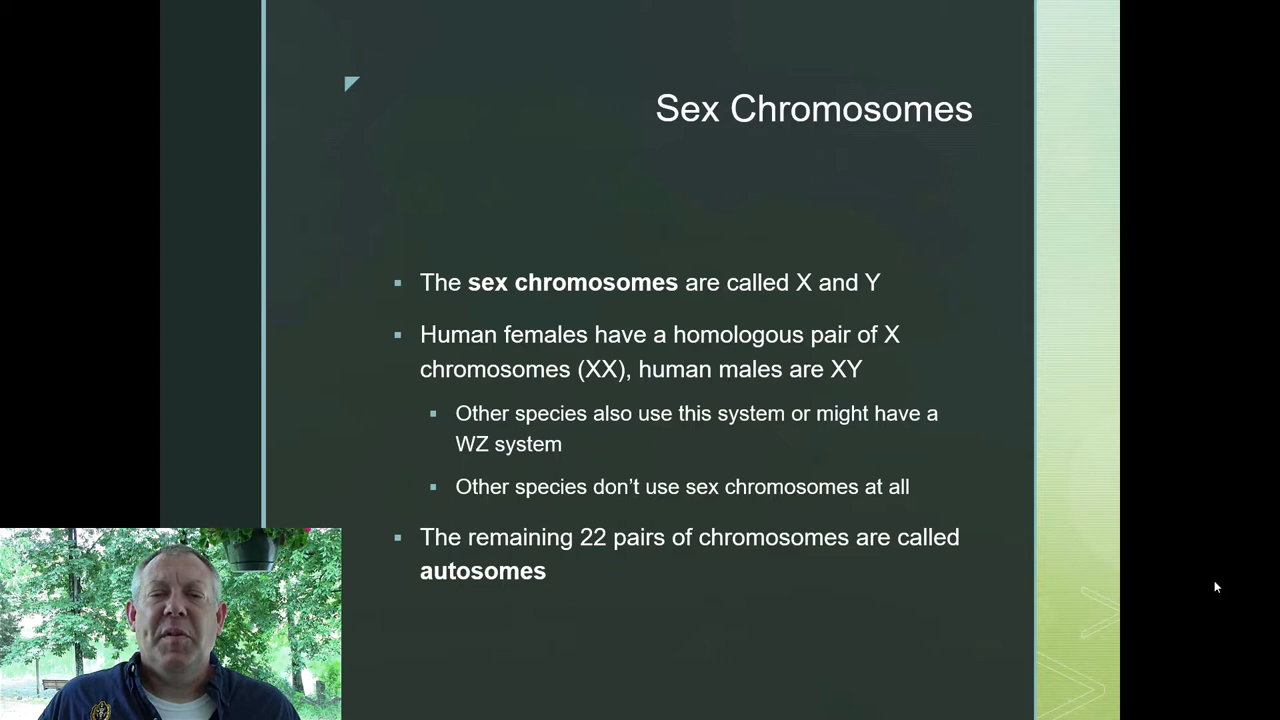 Sex Chromosomes
The sex chromosomes are called X and Y
Human females have a homologous pair of X
chromosomes (XX), human males are XY
Other species also use this system or might have a
WZ system
Other species don’t use sex chromosomes at all
The remaining 22 pairs of chromosomes are called
autosomes